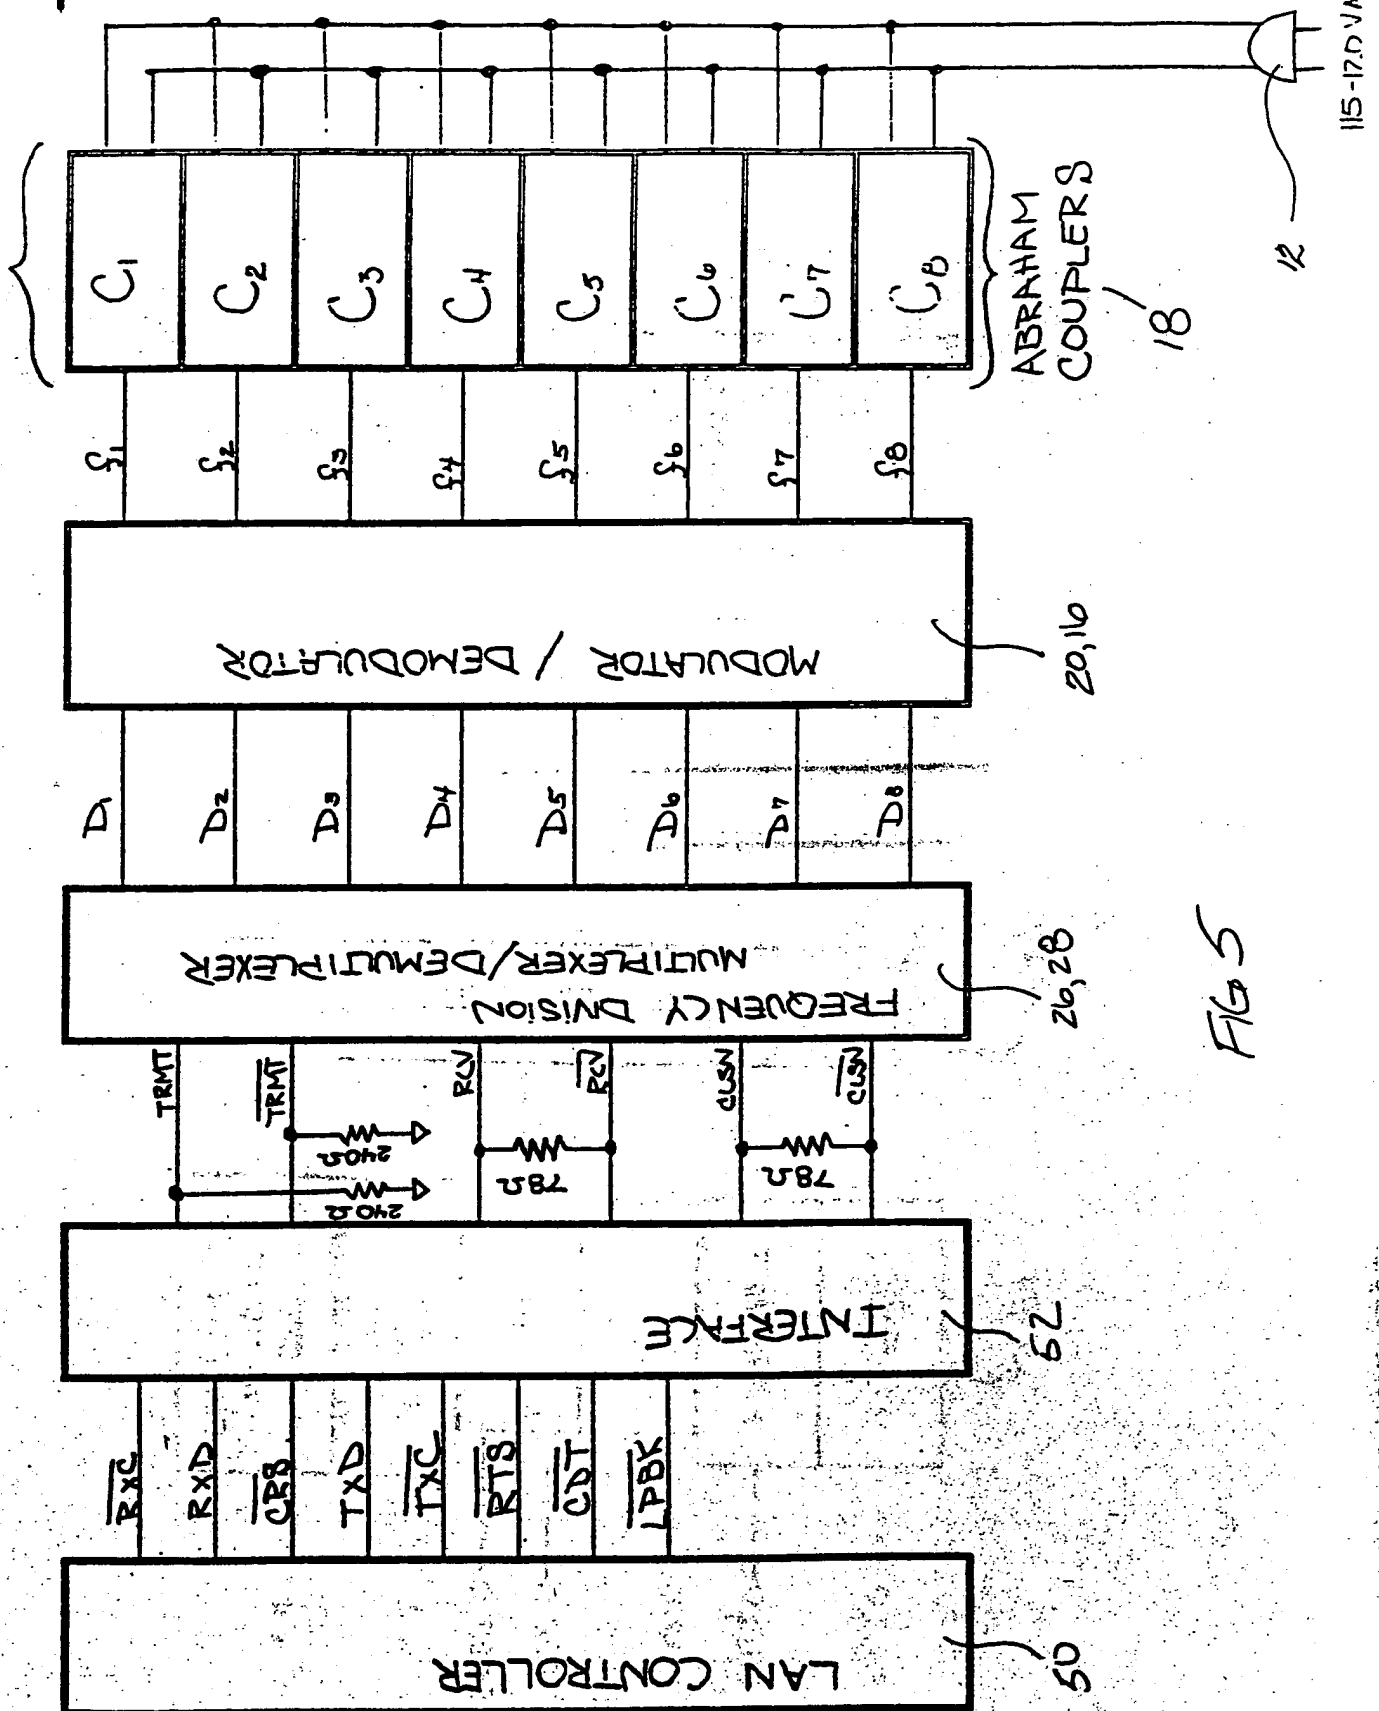 LAN CONTROLLER
50
RXC
RXD
CRS
TXD
TXC
RTS
CDT
LPBK
INTERFACE
52
TRMT
TRMT
RCV
RCV
CLSN
CLSN
240Ω
240Ω
78Ω
78Ω
FREQUENCY DIVISION
MULTIPLEXER/DEMULTIPLEXER
26,28
D1
D2
D3
D4
D5
D6
D7
D8
MODULATOR / DEMODULATOR
20,16
f1
f2
f3
f4
f5
f6
f7
f8
C1
C2
C3
C4
C5
C6
C7
C8
ABRAHAM
COUPLERS
18
12
FIG 5